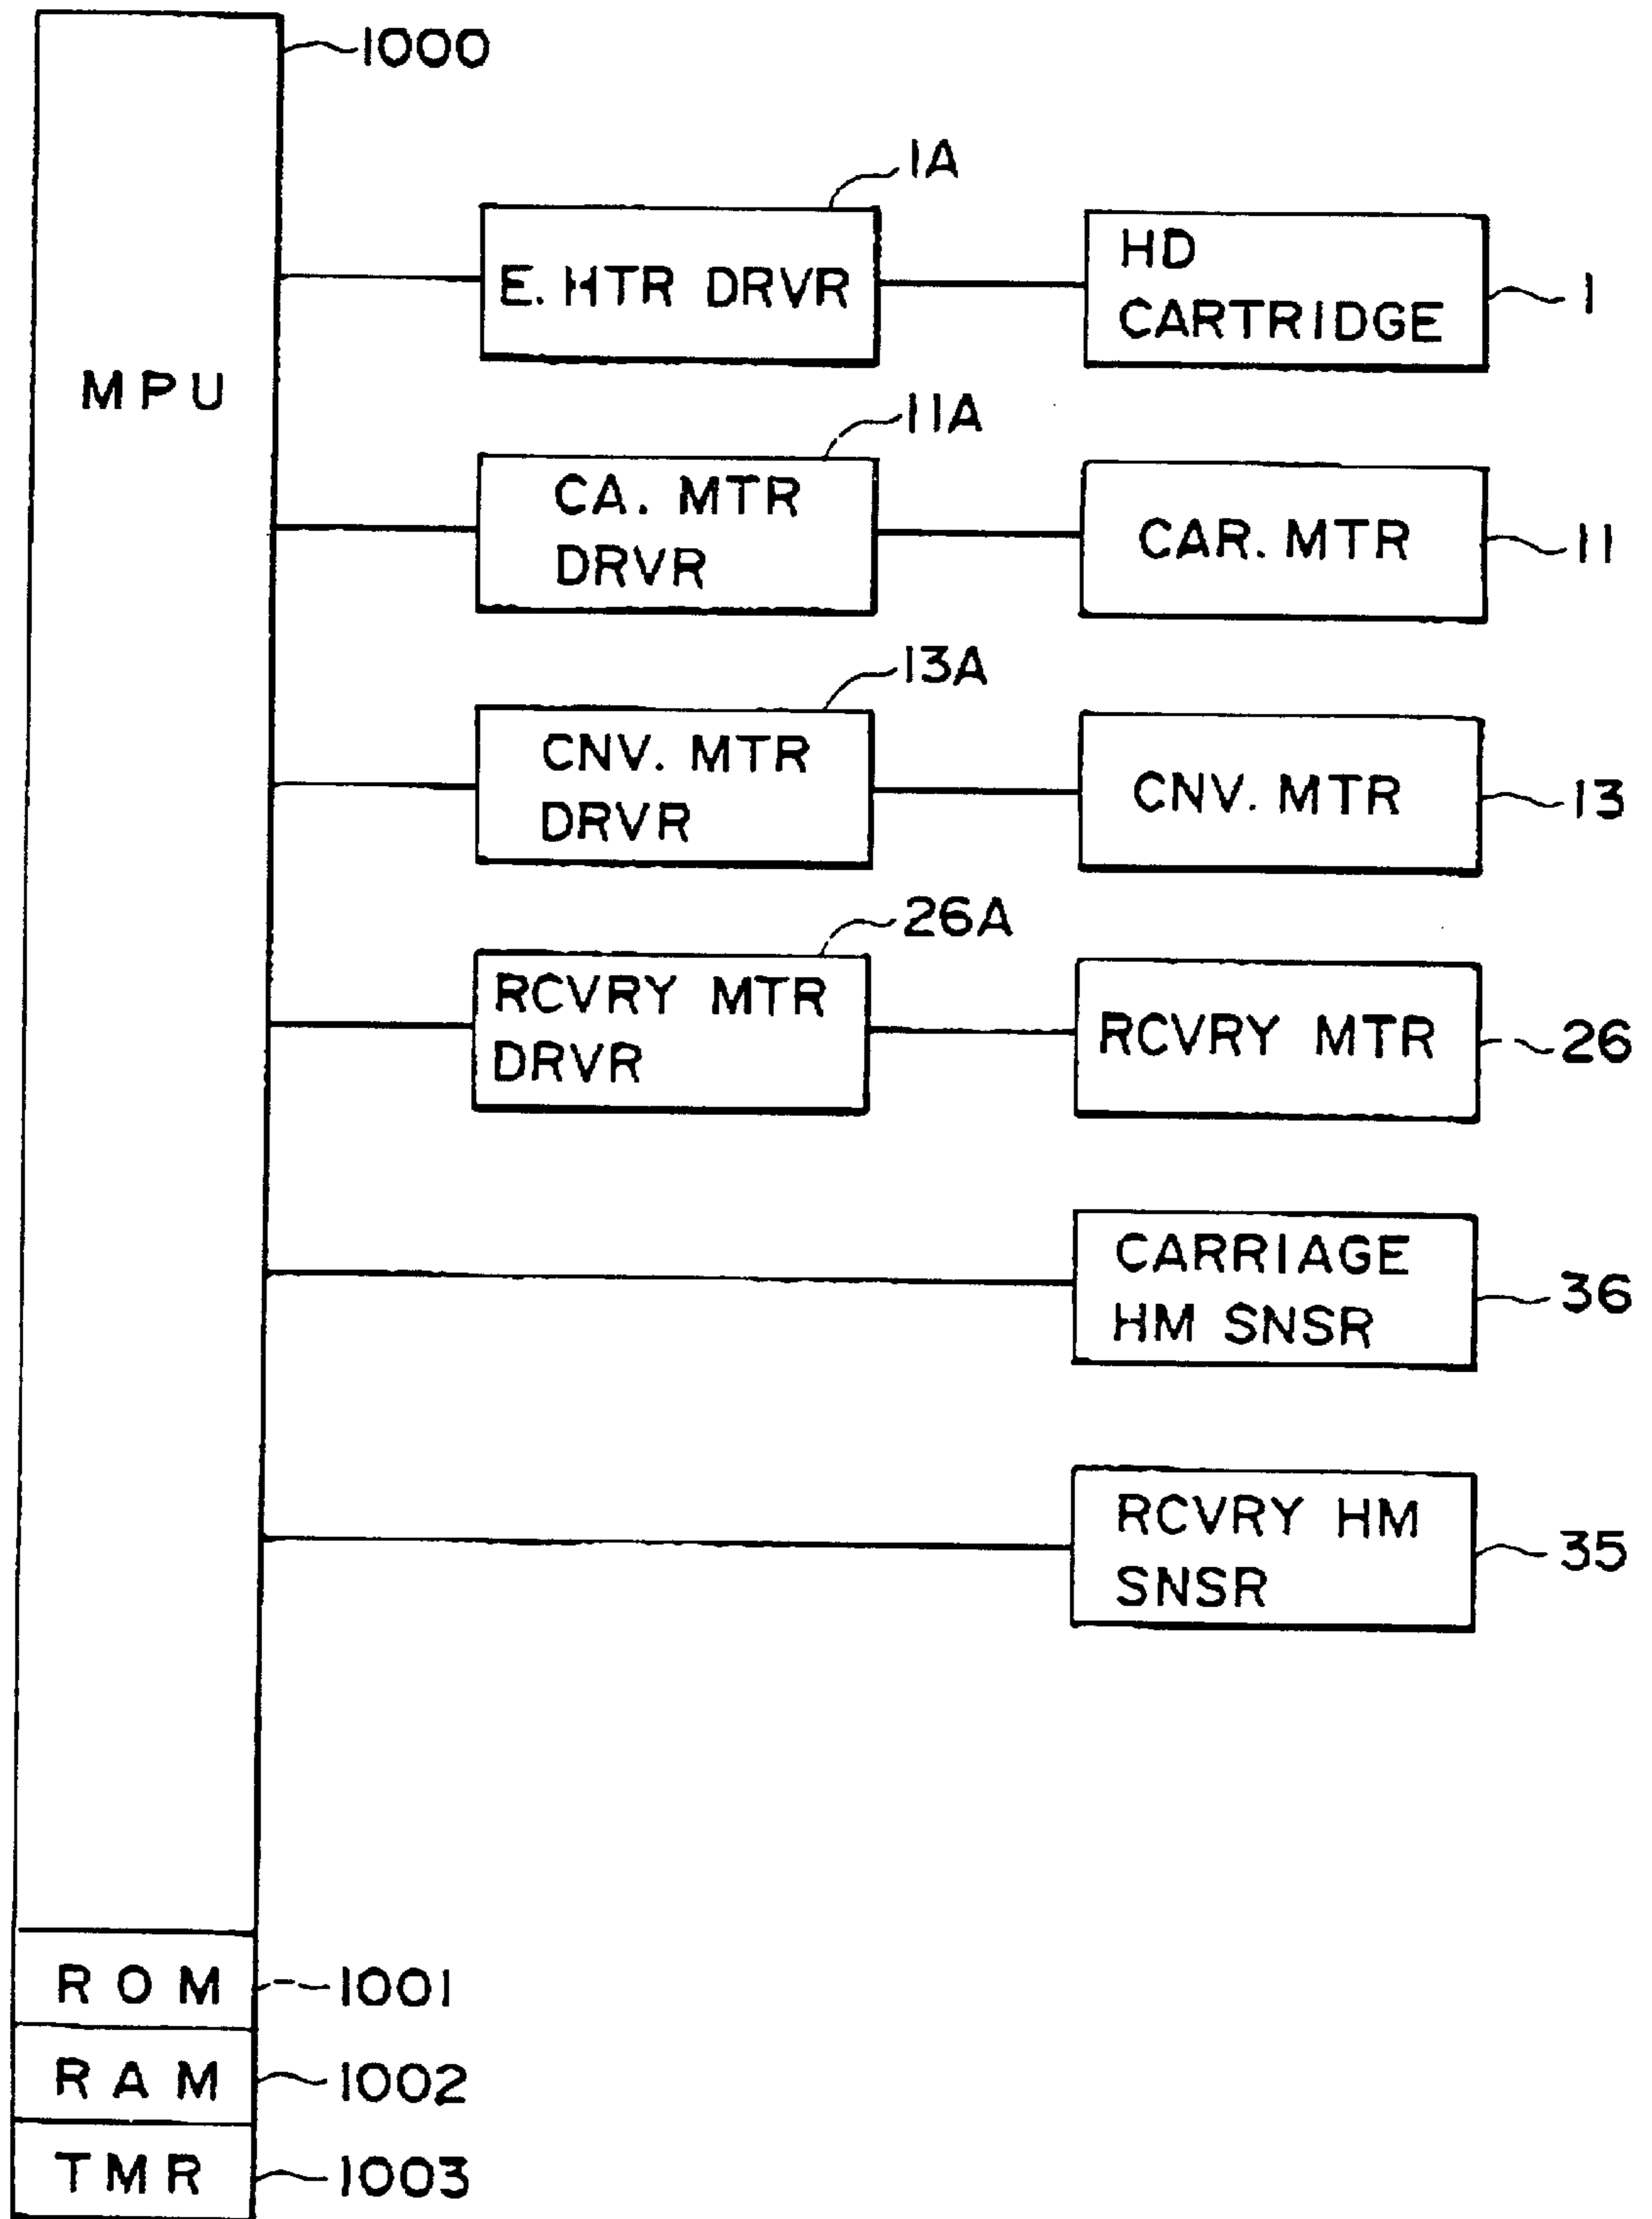 1000
1A
E. HTR DRVR
HD
CARTRIDGE
1
MPU
11A
CA. MTR
DRVR
CAR. MTR
11
13A
CNV. MTR
DRVR
CNV. MTR
13
26A
RCVRY MTR
DRVR
RCVRY MTR
26
CARRIAGE
HM SNSR
36
RCVRY HM
SNSR
35
ROM
1001
RAM
1002
TMR
1003